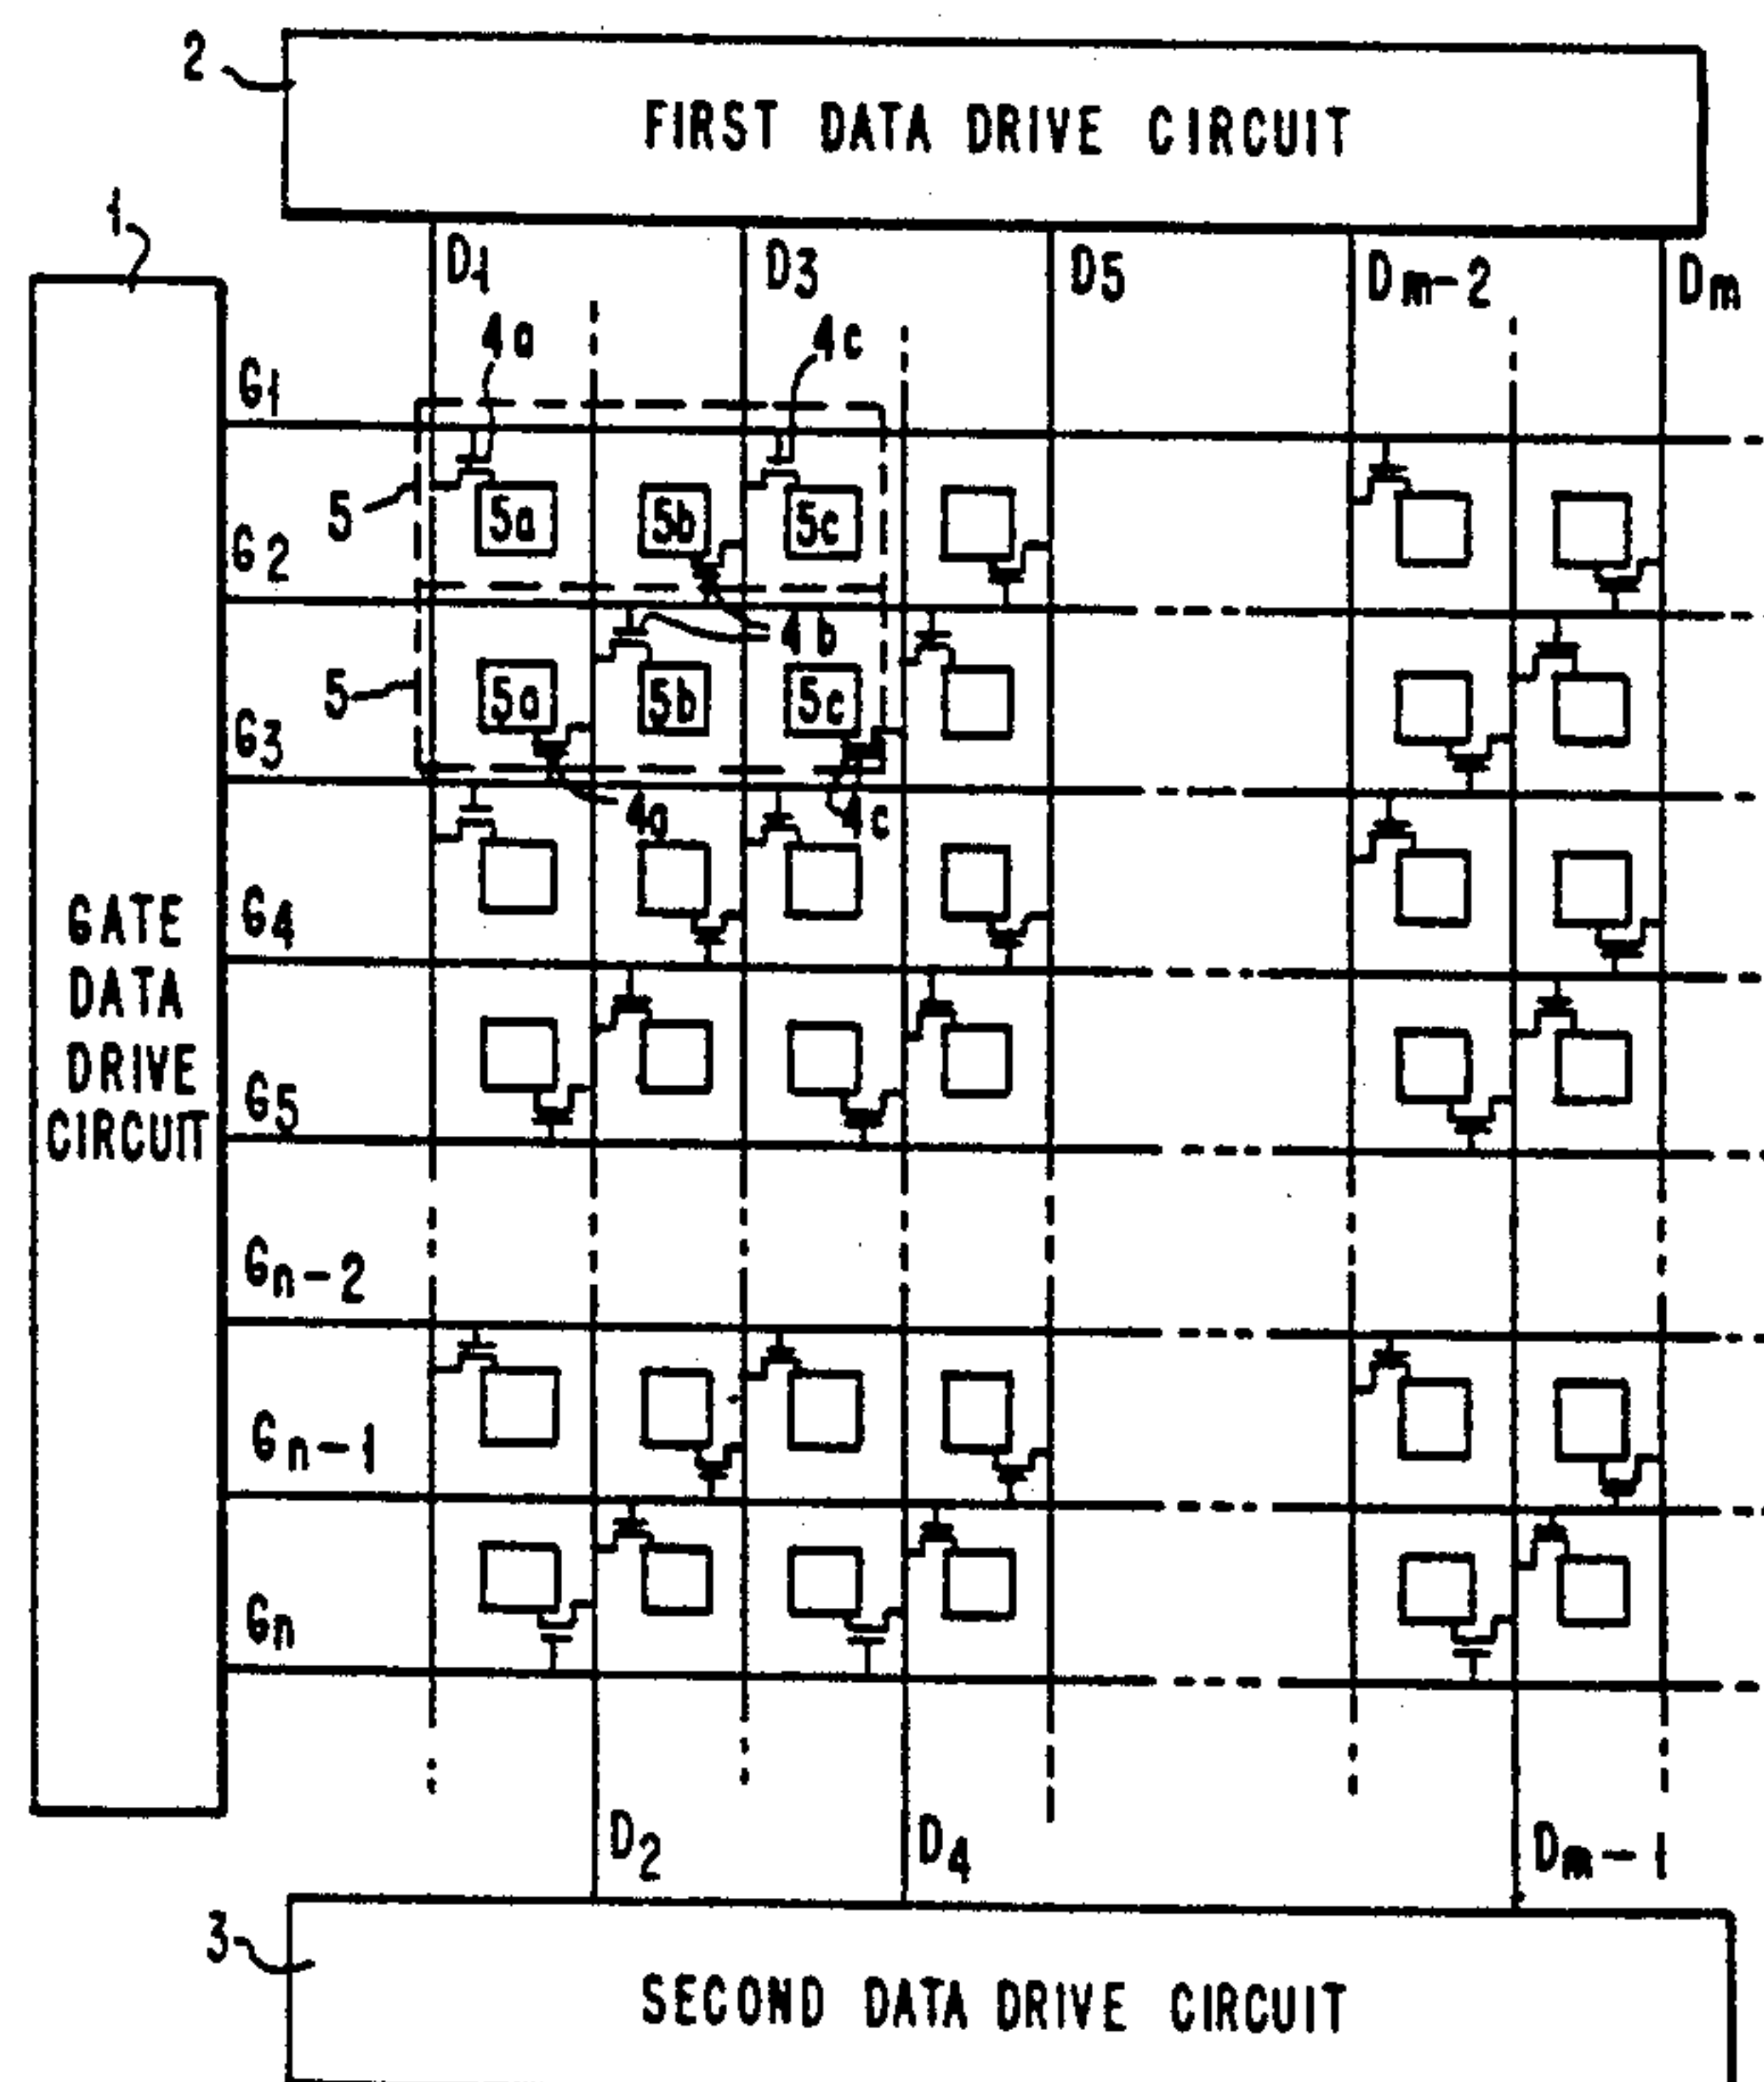 2
FIRST DATA DRIVE CIRCUIT
1
D1 D3 D5 Dm-2 Dm
4a 4c
G1
5 5a 5b 5c
G2
4b
5 5a 5b 5c
G3
4a 4c
GATE
DATA
DRIVE
CIRCUIT
G4
G5
Gn-2
Gn-1
Gn
D2 D4 Dm-1
3
SECOND DATA DRIVE CIRCUIT